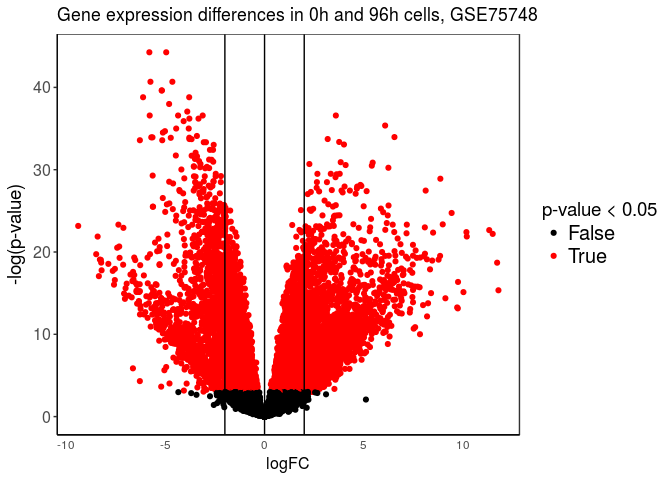 Gene expression differences in 0h and 96h cells, GSE75748
-log(p-value)
40
30
20
10
0
-10 -5 0 5 10
logFC
p-value < 0.05
False
True